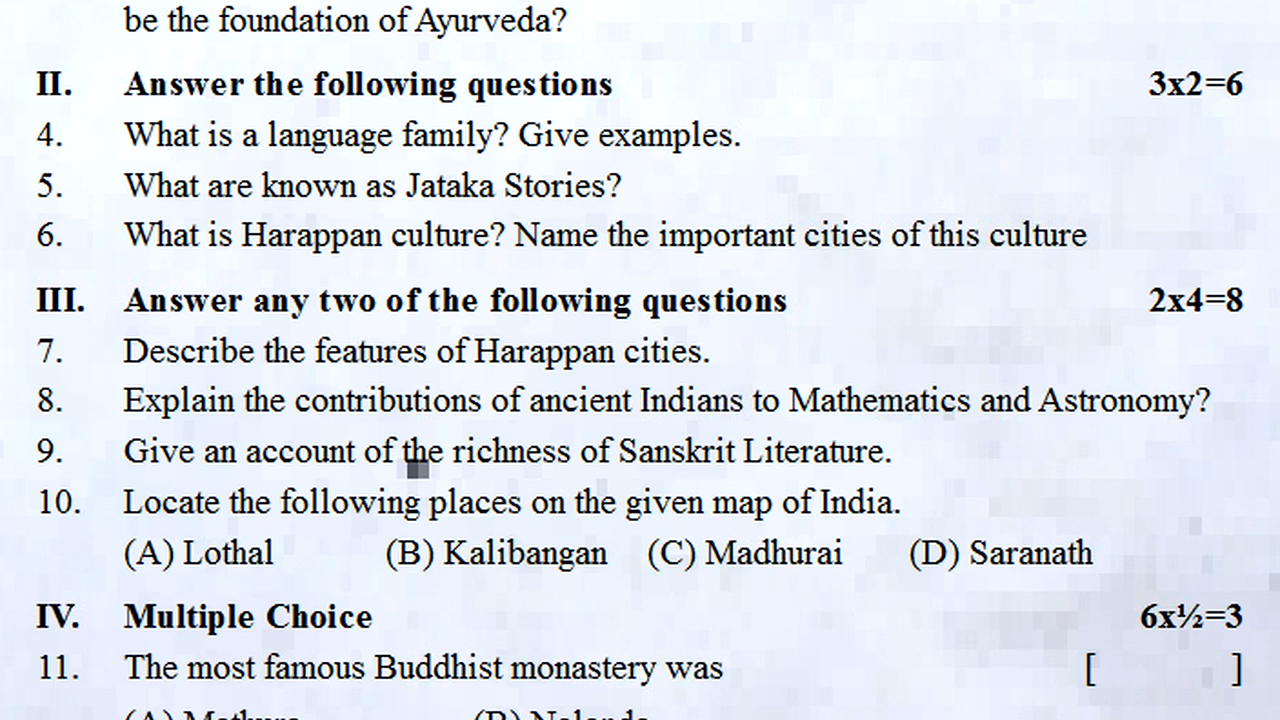 be the foundation of Ayurveda?
II. Answer the following questions 3x2=6
4. What is a language family? Give examples.
5. What are known as Jataka Stories?
6. What is Harappan culture? Name the important cities of this culture
III. Answer any two of the following questions 2x4=8
7. Describe the features of Harappan cities.
8. Explain the contributions of ancient Indians to Mathematics and Astronomy?
9. Give an account of the richness of Sanskrit Literature.
10. Locate the following places on the given map of India.
(A) Lothal (B) Kalibangan (C) Madhurai (D) Saranath
IV. Multiple Choice 6x½=3
11. The most famous Buddhist monastery was [ ]
(A) Mathura (B) Nalanda